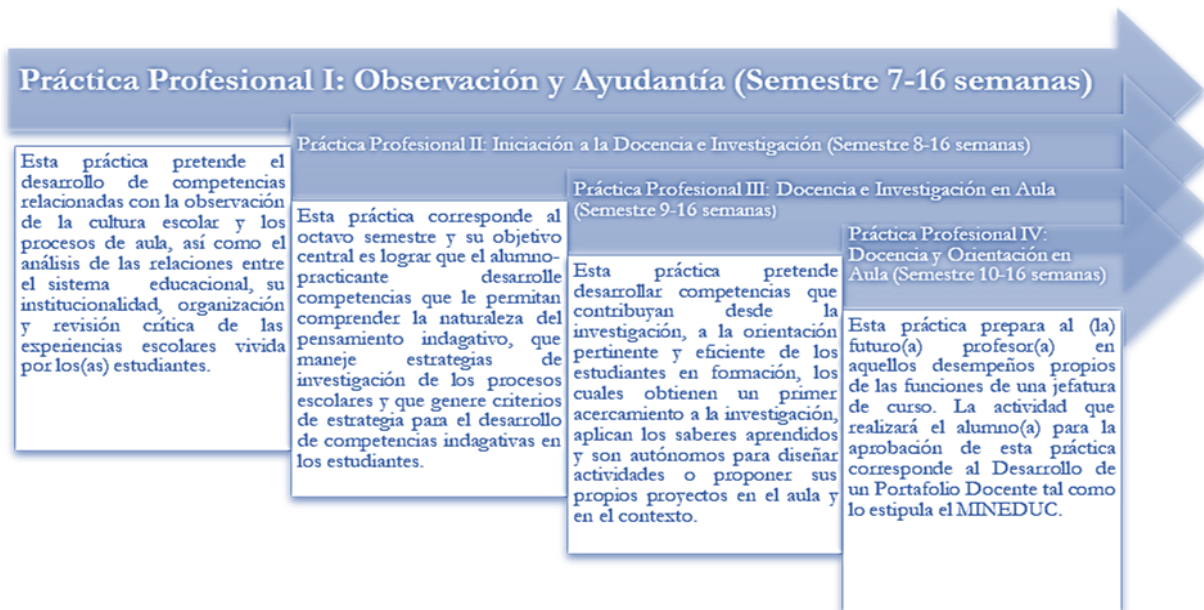 Práctica Profesional I: Observación y Ayudantía (Semestre 7-16 semanas)
Esta práctica pretende el
desarrollo de competencias
relacionadas con la observación
de la cultura escolar y los
procesos de aula, así como el
análisis de las relaciones entre
el sistema educacional, su
institucionalidad, organización
y revisión crítica de las
experiencias escolares vivida
por los(as) estudiantes.
Práctica Profesional II: Iniciación a la Docencia e Investigación (Semestre 8-16 semanas)
Esta práctica corresponde al
octavo semestre y su objetivo
central es lograr que el alumno-
practicante desarrolle
competencias que le permitan
comprender la naturaleza del
pensamiento indagativo, que
maneje estrategias de
investigación de los procesos
escolares y que genere criterios
de estrategia para el desarrollo
de competencias indagativas en
los estudiantes.
Práctica Profesional III: Docencia e Investigación en Aula
(Semestre 9-16 semanas)
Esta práctica pretende
desarrollar competencias que
contribuyan desde la
investigación, a la orientación
pertinente y eficiente de los
estudiantes en formación, los
cuales obtienen un primer
acercamiento a la investigación,
aplican los saberes aprendidos
y son autónomos para diseñar
actividades o proponer sus
propios proyectos en el aula y
en el contexto.
Práctica Profesional IV:
Docencia y Orientación en
Aula (Semestre 10-16 semanas)
Esta práctica prepara al (la)
futuro(a) profesor(a) en
aquellos desempeños propios
de las funciones de una jefatura
de curso. La actividad que
realizará el alumno(a) para la
aprobación de esta práctica
corresponde al Desarrollo de
un Portafolio Docente tal como
lo estipula el MINEDUC.